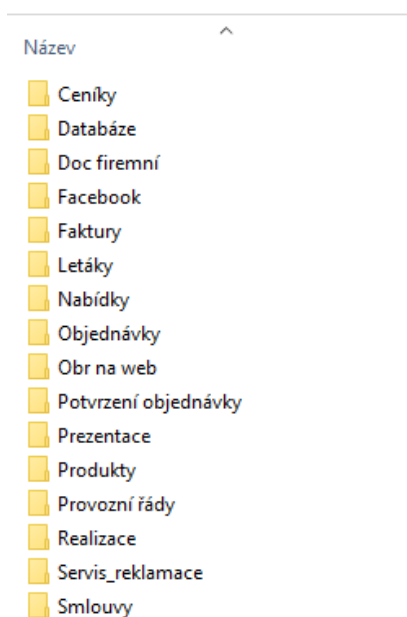 Název
Ceníky
Databáze
Doc firemní
Facebook
Faktury
Letáky
Nabídky
Objednávky
Obr na web
Potvrzení objednávky
Prezentace
Produkty
Provozní řády
Realizace
Servis_reklamace
Smlouvy